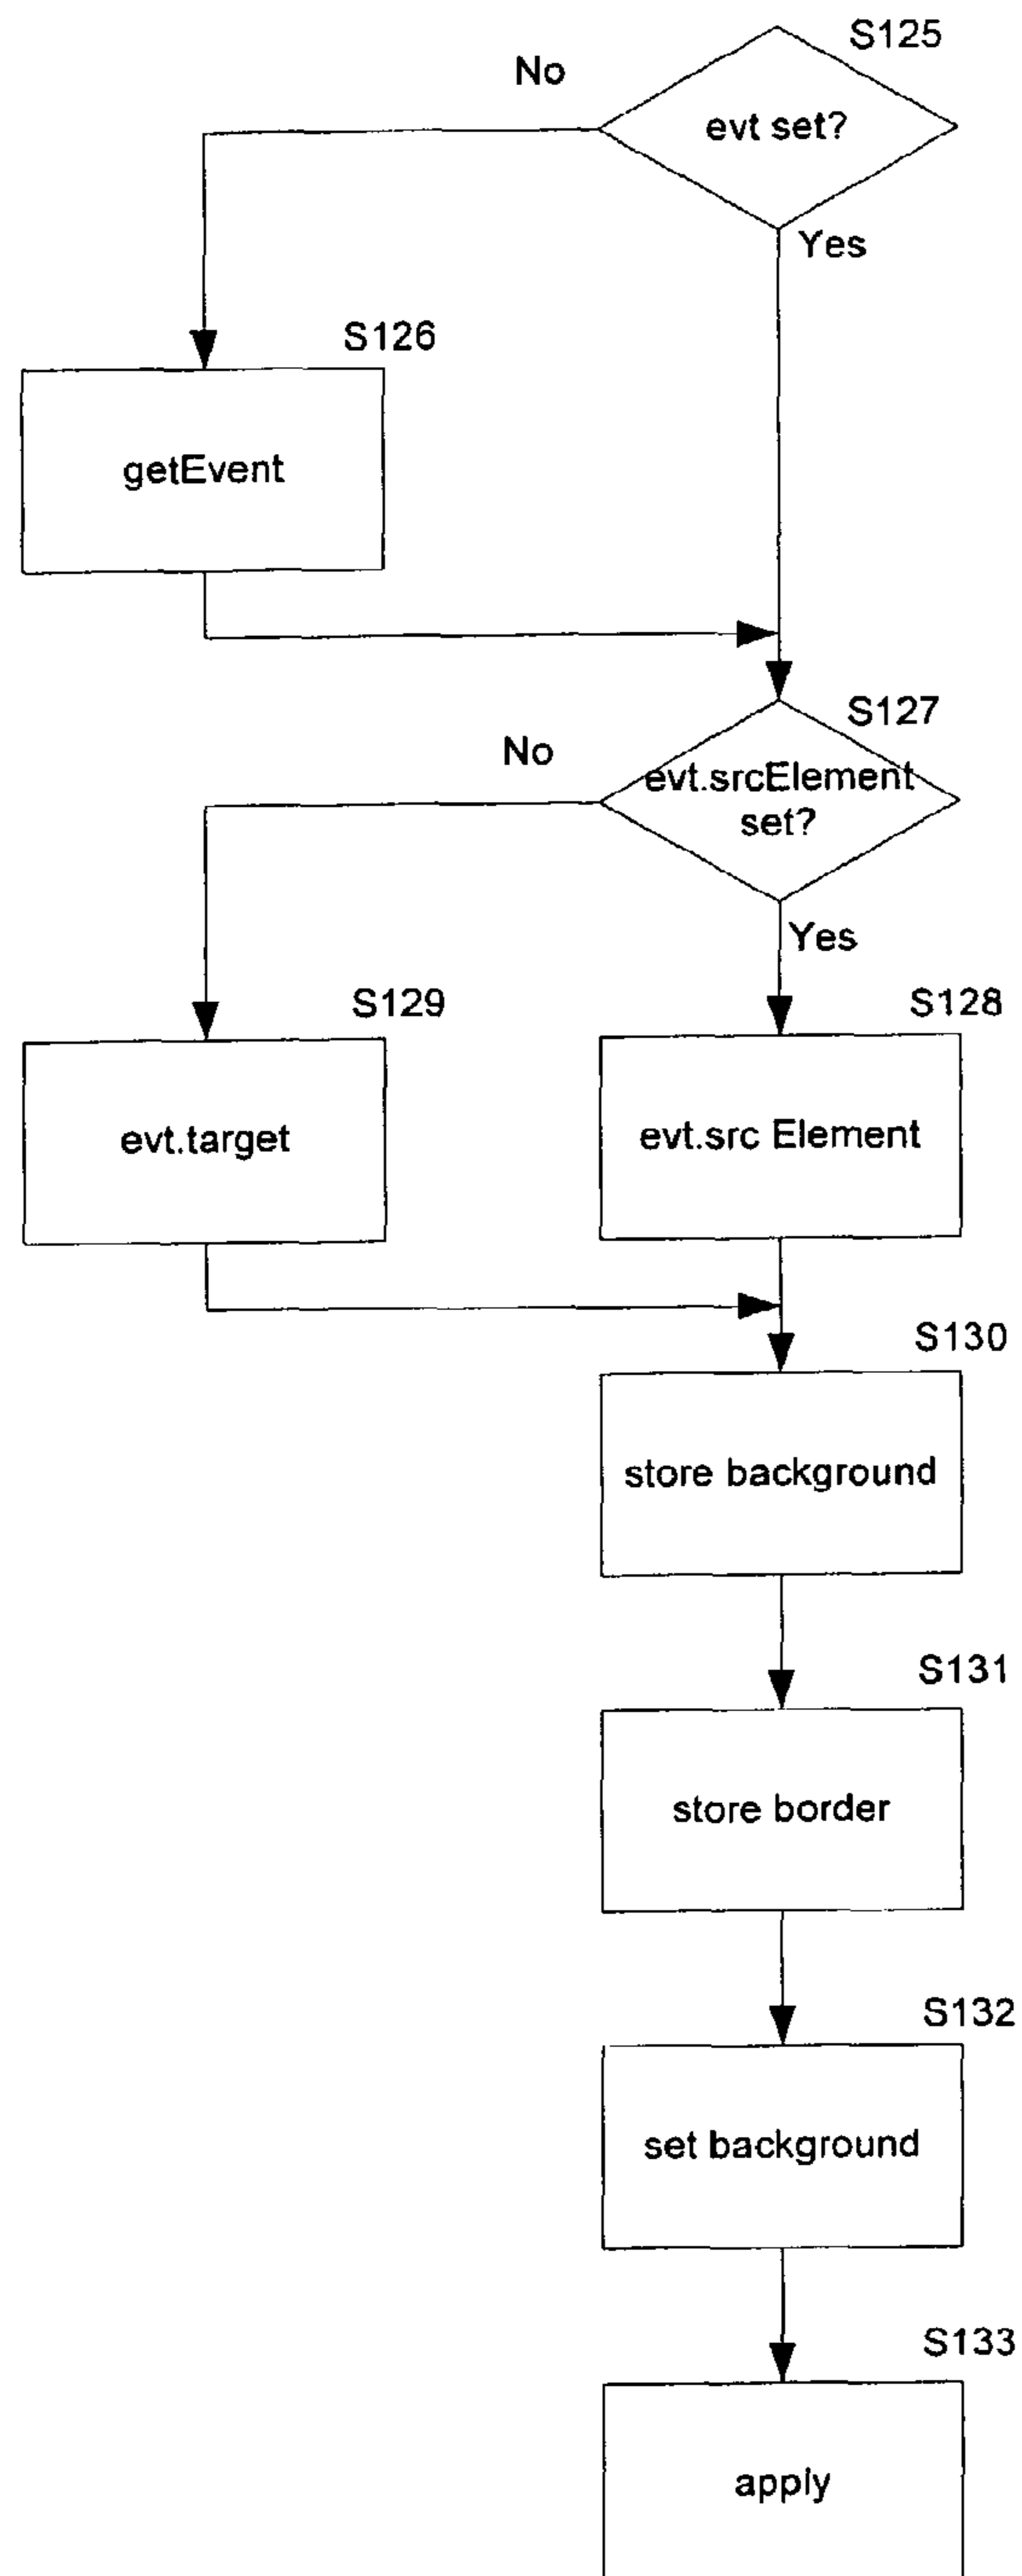 S125
No
evt set?
Yes
S126
getEvent
S127
No
evt.srcElement
set?
Yes
S129
S128
evt.target
evt.src Element
S130
store background
S131
store border
S132
set background
S133
apply